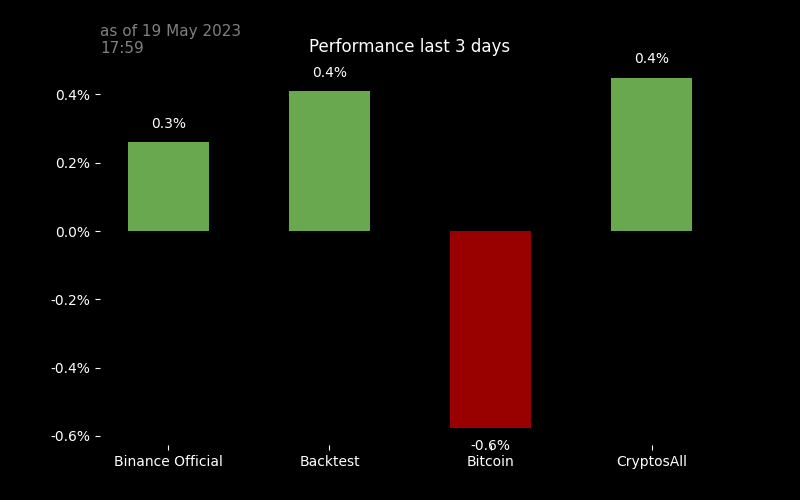 as of 19 May 2023
17:59
Performance last 3 days
0.4%
0.4%
0.3%
0.4%
0.2%
0.0%
-0.2%
-0.4%
-0.6%
-0.6%
Binance Official
Backtest
Bitcoin
CryptosAll